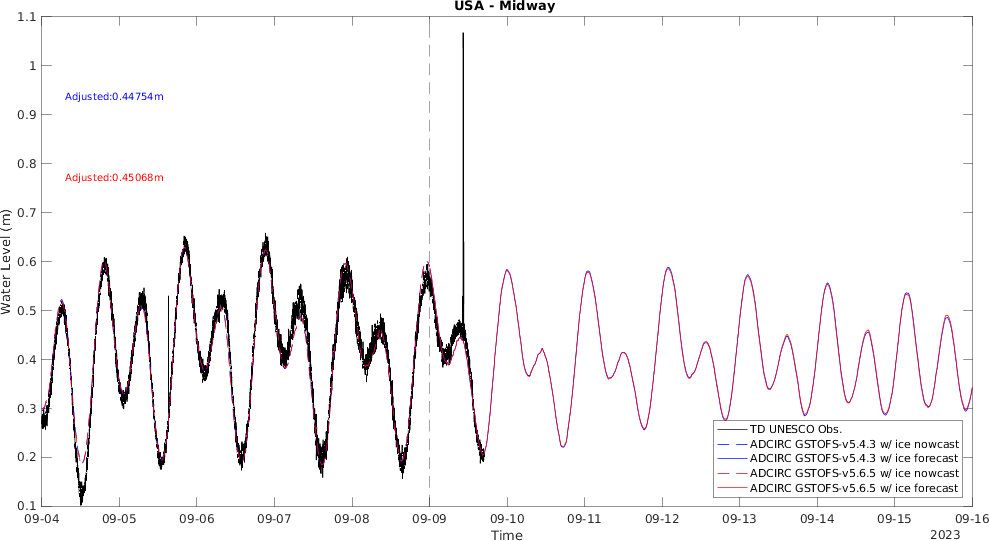 USA - Midway
Adjusted:0.44754m
Adjusted:0.45068m
Water Level (m)
1.1
1
0.9
0.8
0.7
0.6
0.5
0.4
0.3
0.2
0.1
TD UNESCO Obs.
ADCIRC GSTOFS-v5.4.3 w/ ice nowcast
ADCIRC GSTOFS-v5.4.3 w/ ice forecast
ADCIRC GSTOFS-v5.6.5 w/ ice nowcast
ADCIRC GSTOFS-v5.6.5 w/ ice forecast
09-04 09-05 09-06 09-07 09-08 09-09 09-10 09-11 09-12 09-13 09-14 09-15 09-16
Time
2023